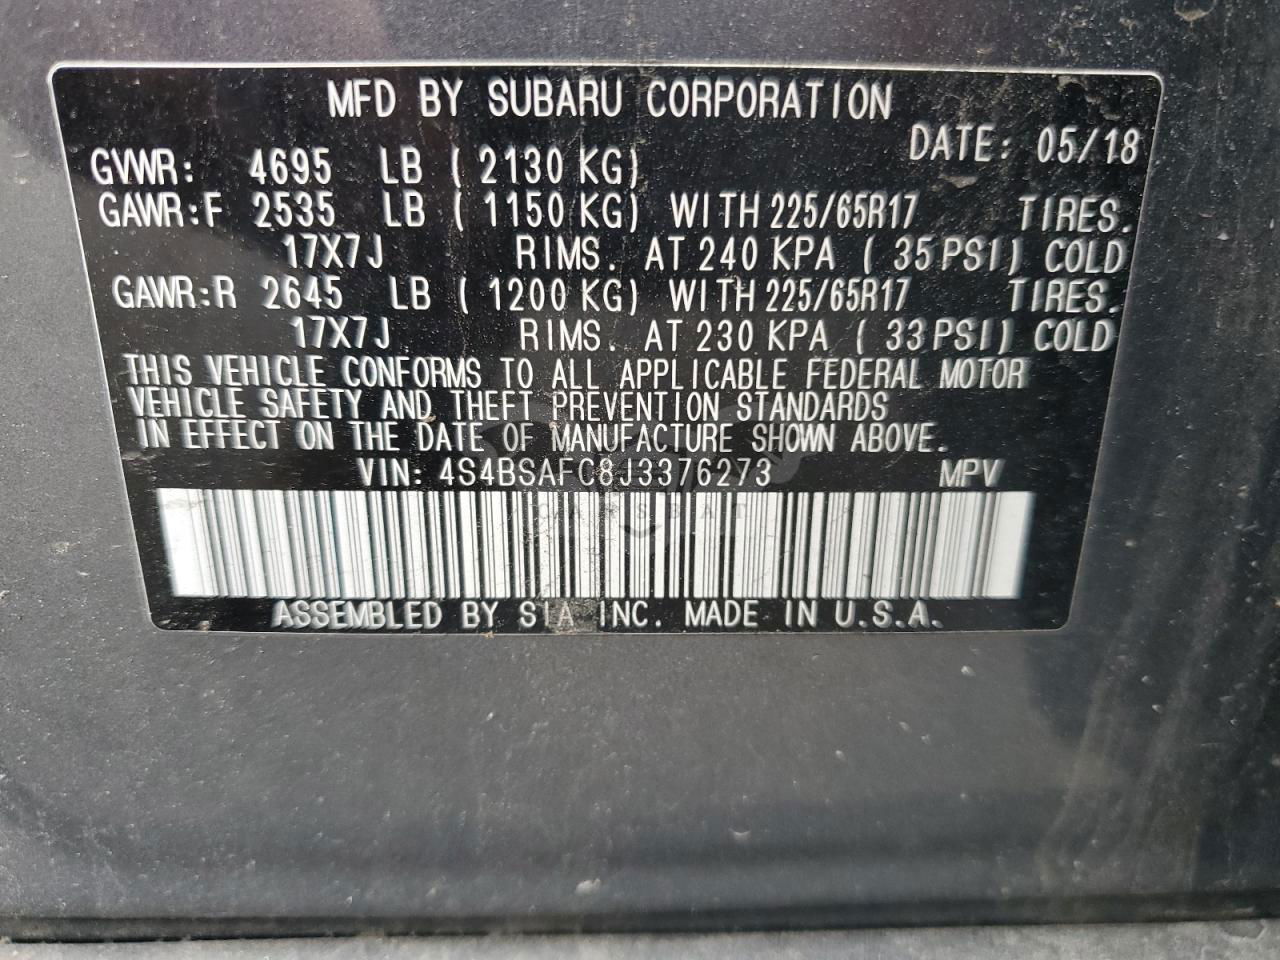 MFD BY SUBARU CORPORATION
DATE: 05/18
GVWR: 4695 LB ( 2130 KG)
GAWR:F 2535 LB ( 1150 KG) WITH 225/65R17 TIRES.
17X7J RIMS. AT 240 KPA ( 35 PSI) COLD
GAWR:R 2645 LB ( 1200 KG) WITH 225/65R17 TIRES.
17X7J RIMS. AT 230 KPA ( 33 PSI) COLD
THIS VEHICLE CONFORMS TO ALL APPLICABLE FEDERAL MOTOR
VEHICLE SAFETY AND THEFT PREVENTION STANDARDS
IN EFFECT ON THE DATE OF MANUFACTURE SHOWN ABOVE.
VIN: 4S4BSAFC8J3376273 MPV
ASSEMBLED BY SIA INC. MADE IN U.S.A.